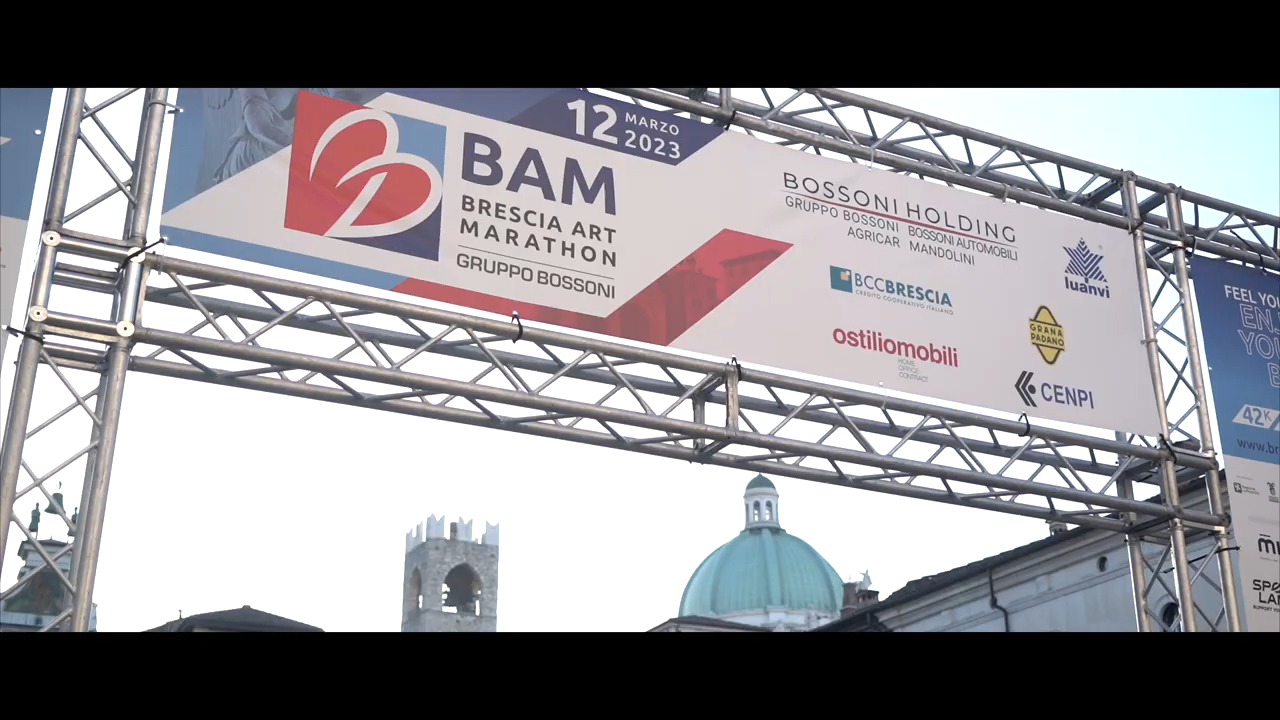 12 MARZO
2023
BAM
BRESCIA ART
MARATHON
GRUPPO BOSSONI
BOSSONI HOLDING
GRUPPO BOSSONI BOSSONI AUTOMOBILI
AGRICAR MANDOLINI
BCCBRESCIA
CREDITO COOPERATIVO ITALIANO
ostiliomobili
HOME
OFFICE
CONTRACT
luanvi
GRANA
PADANO
CENPI
FEEL
42K